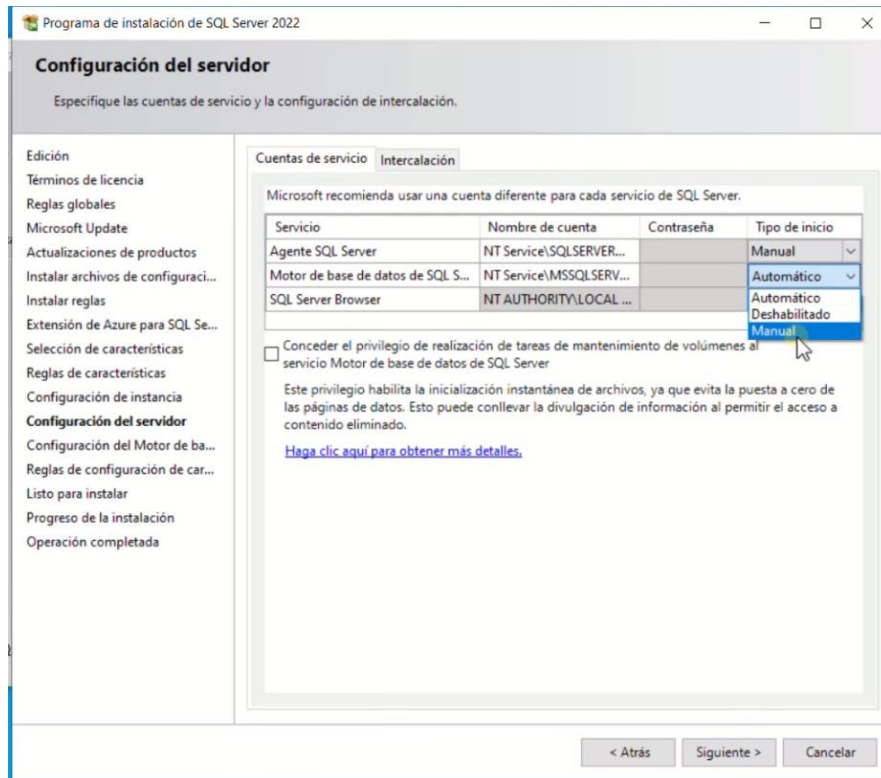 Programa de instalación de SQL Server 2022
Configuración del servidor
Especifique las cuentas de servicio y la configuración de intercalación.
Edición
Términos de licencia
Reglas globales
Microsoft Update
Actualizaciones de productos
Instalar archivos de configuraci...
Instalar reglas
Extensión de Azure para SQL Se...
Selección de características
Reglas de características
Configuración de instancia
Configuración del servidor
Configuración del Motor de ba...
Reglas de configuración de car...
Listo para instalar
Progreso de la instalación
Operación completada
Cuentas de servicio Intercalación
Microsoft recomienda usar una cuenta diferente para cada servicio de SQL Server.
Servicio Nombre de cuenta Contraseña Tipo de inicio
Agente SQL Server NT Service\SQLSERVER... Manual
Motor de base de datos de SQL S... NT Service\MSSQLSERV... Automático
SQL Server Browser NT AUTHORITY\LOCAL ... Automático
Deshabilitado
Manual
Conceder el privilegio de realización de tareas de mantenimiento de volúmenes al
servicio Motor de base de datos de SQL Server
Este privilegio habilita la inicialización instantánea de archivos, ya que evita la puesta a cero de
las páginas de datos. Esto puede conllevar la divulgación de información al permitir el acceso a
contenido eliminado.
Haga clic aquí para obtener más detalles.
< Atrás Siguiente > Cancelar